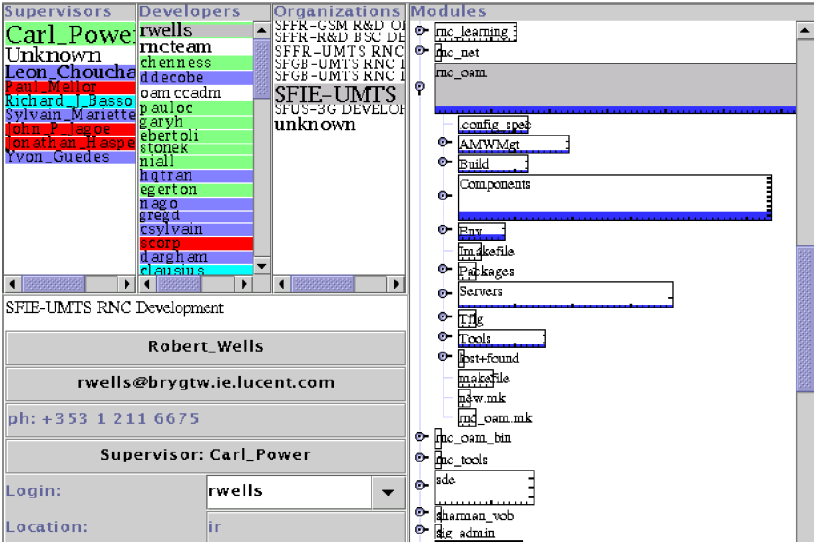 Supervisors
Carl_Power
Unknown
Leon_Choucha
Paul_Mellor
Richard_J_Basso
Sylvain_Mariette
John_P_Jagoe
Jonathan_Haspe
Yvon_Guedes
Developers
rwells
rncteam
chenness
ddecobe
oamccadm
pauloc
garyh
ebertoli
stonek
niall
hqtran
egerton
nago
gregd
csylvain
scorp
dargham
clausius
Organizations
SFFR-GSM R&D
SFFR-R&D BSC DE
SFFR-UMTS RNC
SFGB-UMTS RNC
SFGB-UMTS RNC
SFIE-UMTS
SFUS-3G DEVELOP
unknown
Modules
rnc_learning
rnc_net
rnc_oam
config_spec
AMWMgt
Build
Components
Env
Imakefile
Packages
Servers
Tflg
Tools
lost+found
makefile
new.mk
rnc_oam.mk
rnc_oam_bin
rnc_tools
sde
sharman_vob
sig_admin
SFIE-UMTS RNC Development
Robert_Wells
rwells@brygtw.ie.lucent.com
ph: +353 1 211 6675
Supervisor: Carl_Power
Login: rwells
Location: ir